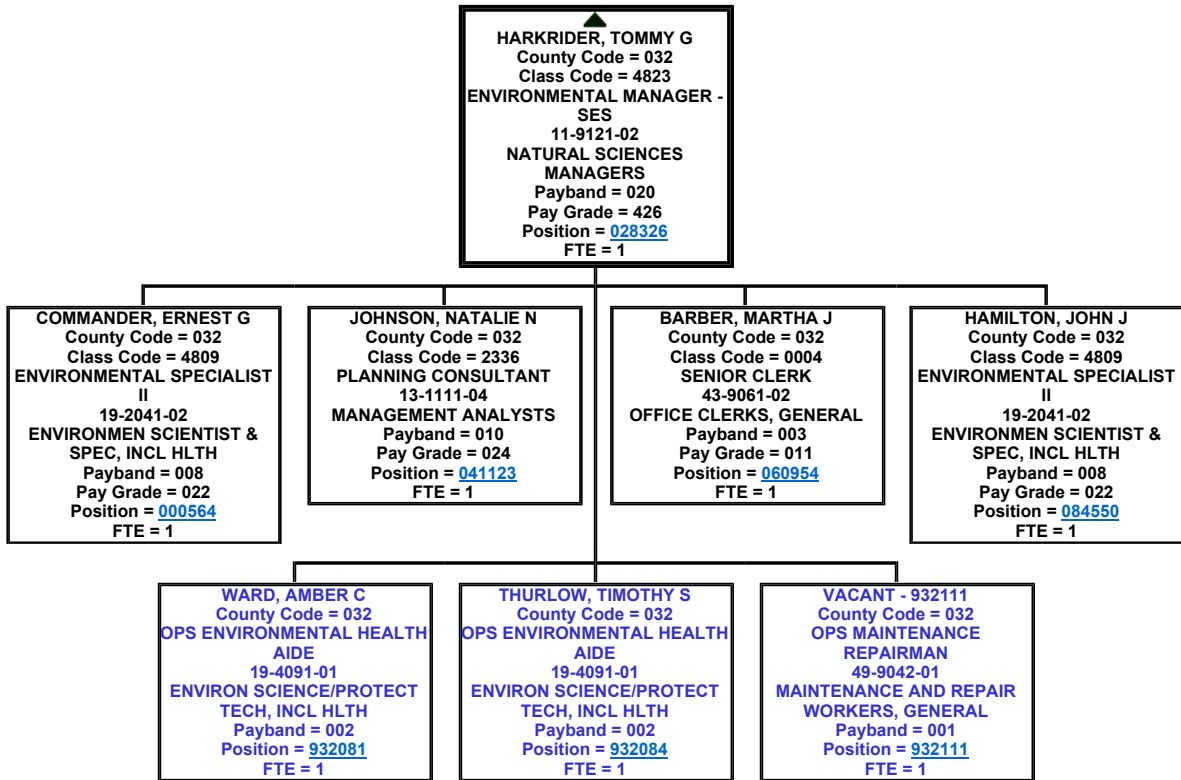 HARKRIDER, TOMMY G
County Code = 032
Class Code = 4823
ENVIRONMENTAL MANAGER -
SES
11-9121-02
NATURAL SCIENCES
MANAGERS
Payband = 020
Pay Grade = 426
Position = 028326
FTE = 1
COMMANDER, ERNEST G
County Code = 032
Class Code = 4809
ENVIRONMENTAL SPECIALIST
II
19-2041-02
ENVIRONMEN SCIENTIST &
SPEC, INCL HLTH
Payband = 008
Pay Grade = 022
Position = 000564
FTE = 1
JOHNSON, NATALIE N
County Code = 032
Class Code = 2336
PLANNING CONSULTANT
13-1111-04
MANAGEMENT ANALYSTS
Payband = 010
Pay Grade = 024
Position = 041123
FTE = 1
BARBER, MARTHA J
County Code = 032
Class Code = 0004
SENIOR CLERK
43-9061-02
OFFICE CLERKS, GENERAL
Payband = 003
Pay Grade = 011
Position = 060954
FTE = 1
HAMILTON, JOHN J
County Code = 032
Class Code = 4809
ENVIRONMENTAL SPECIALIST
II
19-2041-02
ENVIRONMEN SCIENTIST &
SPEC, INCL HLTH
Payband = 008
Pay Grade = 022
Position = 084550
FTE = 1
WARD, AMBER C
County Code = 032
OPS ENVIRONMENTAL HEALTH
AIDE
19-4091-01
ENVIRON SCIENCE/PROTECT
TECH, INCL HLTH
Payband = 002
Position = 932081
FTE = 1
THURLOW, TIMOTHY S
County Code = 032
OPS ENVIRONMENTAL HEALTH
AIDE
19-4091-01
ENVIRON SCIENCE/PROTECT
TECH, INCL HLTH
Payband = 002
Position = 932084
FTE = 1
VACANT - 932111
County Code = 032
OPS MAINTENANCE
REPAIRMAN
49-9042-01
MAINTENANCE AND REPAIR
WORKERS, GENERAL
Payband = 001
Position = 932111
FTE = 1